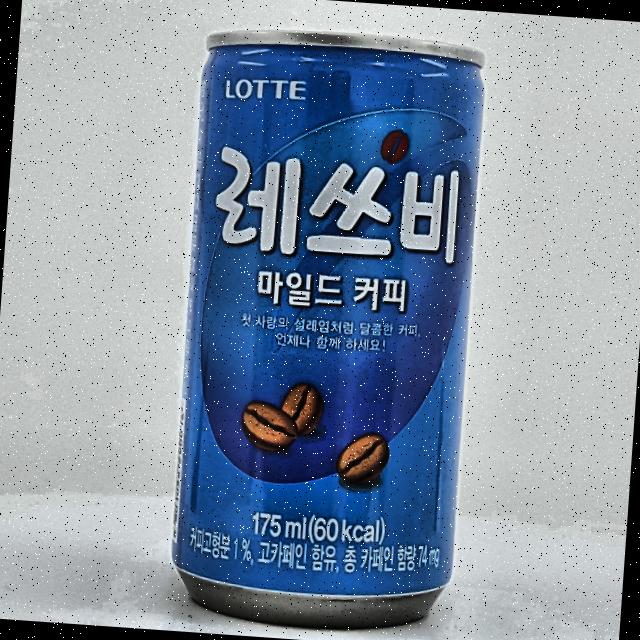 LOTTE
레쓰비
마일드 커피
첫 사랑의 설레임처럼 달콤한 커피,
언제나 함께 하세요!
175 ml(60 kcal)
커피고형분 1 %, 고카페인 함유, 총 카페인 함량 74 mg